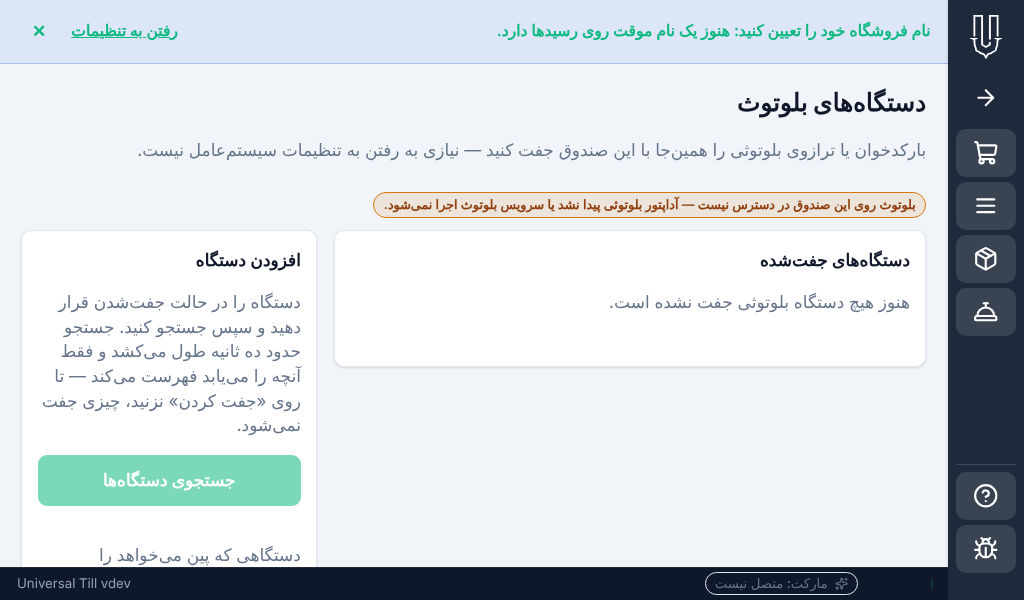 نام فروشگاه خود را تعیین کنید: هنوز یک نام موقت روی رسیدها دارد.
رفتن به تنظیمات
✕
دستگاه‌های بلوتوث
بارکدخوان یا ترازوی بلوتوثی را همین‌جا با این صندوق جفت کنید — نیازی به رفتن به تنظیمات سیستم‌عامل نیست.
بلوتوث روی این صندوق در دسترس نیست — آداپتور بلوتوثی پیدا نشد یا سرویس بلوتوث اجرا نمی‌شود.
دستگاه‌های جفت‌شده
هنوز هیچ دستگاه بلوتوثی جفت نشده است.
افزودن دستگاه
دستگاه را در حالت جفت‌شدن قرار
دهید و سپس جستجو کنید. جستجو
حدود ده ثانیه طول می‌کشد و فقط
آنچه را می‌یابد فهرست می‌کند — تا
روی «جفت کردن» نزنید، چیزی جفت
نمی‌شود.
جستجوی دستگاه‌ها
دستگاهی که پین می‌خواهد را
مارکت: متصل نیست
Universal Till vdev